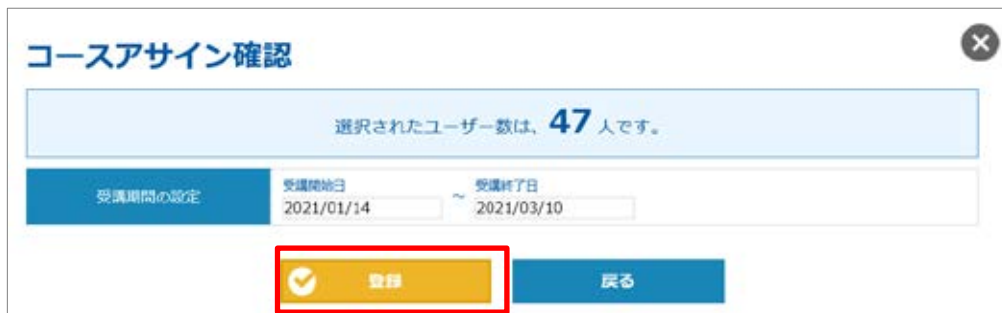 コースアサイン確認
選択されたユーザー数は、47人です。
受講期間の設定
受講開始日
2021/01/14
～
受講終了日
2021/03/10
登録
戻る